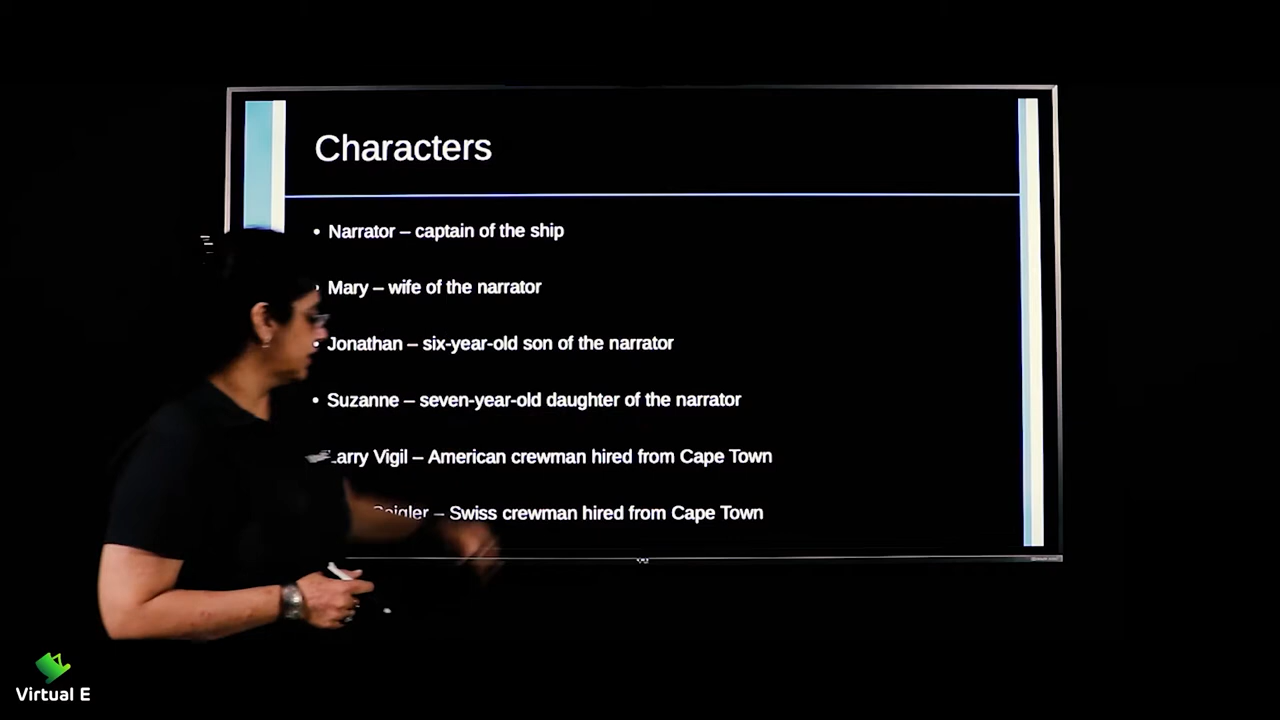 Characters
• Narrator – captain of the ship
• Mary – wife of the narrator
• Jonathan – six-year-old son of the narrator
• Suzanne – seven-year-old daughter of the narrator
Vigil – American crewman hired from Cape Town
– Swiss crewman hired from Cape Town
Virtual E